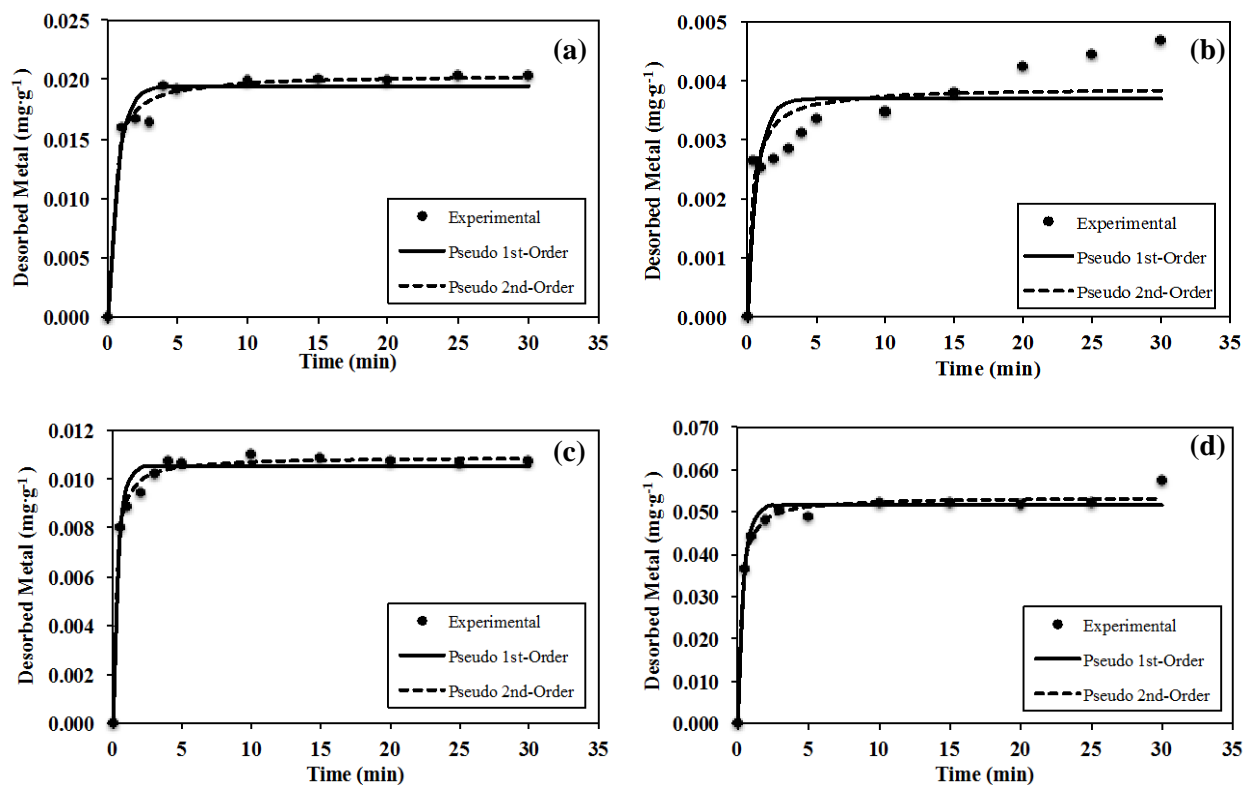 (a)
Desorbed Metal (mg·g⁻¹)
0.025
0.020
0.015
0.010
0.005
0.000
Experimental
Pseudo 1st-Order
Pseudo 2nd-Order
0 5 10 15 20 25 30 35
Time (min)
(b)
Desorbed Metal (mg·g⁻¹)
0.005
0.004
0.003
0.002
0.001
0.000
Experimental
Pseudo 1st-Order
Pseudo 2nd-Order
0 5 10 15 20 25 30 35
Time (min)
(c)
Desorbed Metal (mg·g⁻¹)
0.012
0.010
0.008
0.006
0.004
0.002
0.000
Experimental
Pseudo 1st-Order
Pseudo 2nd-Order
0 5 10 15 20 25 30 35
Time (min)
(d)
Desorbed Metal (mg·g⁻¹)
0.070
0.060
0.050
0.040
0.030
0.020
0.010
0.000
Experimental
Pseudo 1st-Order
Pseudo 2nd-Order
0 5 10 15 20 25 30 35
Time (min)